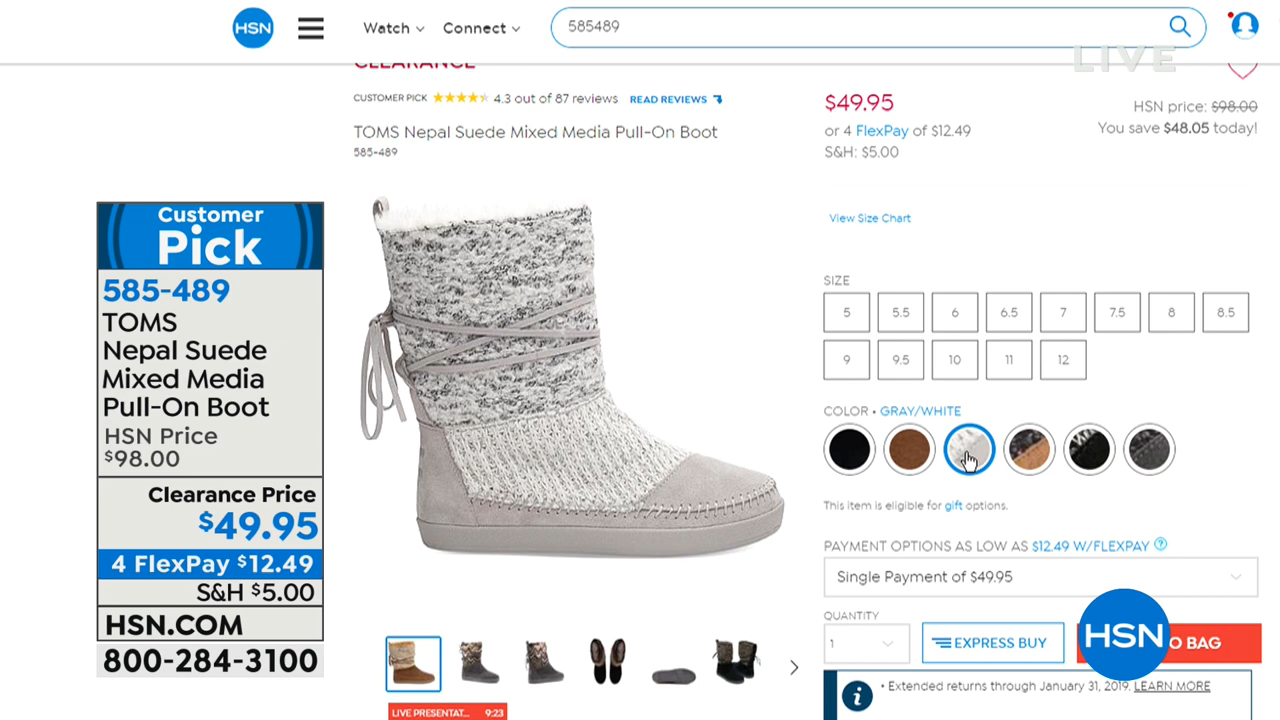 HSN
Watch
Connect
585489
LIVE
CLEARANCE
CUSTOMER PICK 4.3 out of 87 reviews READ REVIEWS
TOMS Nepal Suede Mixed Media Pull-On Boot
585-489
$49.95
HSN price: $98.00
or 4 FlexPay of $12.49
You save $48.05 today!
S&H: $5.00
View Size Chart
SIZE
5 5.5 6 6.5 7 7.5 8 8.5
9 9.5 10 11 12
COLOR • GRAY/WHITE
This item is eligible for gift options.
PAYMENT OPTIONS AS LOW AS $12.49 W/FLEXPAY ?
Single Payment of $49.95
QUANTITY
1
EXPRESS BUY
HSN
O BAG
i
• Extended returns through January 31, 2019. LEARN MORE
LIVE PRESENTAT... 9:23
Customer
Pick
585-489
TOMS
Nepal Suede
Mixed Media
Pull-On Boot
HSN Price
$98.00
Clearance Price
$49.95
4 FlexPay $12.49
S&H $5.00
HSN.COM
800-284-3100